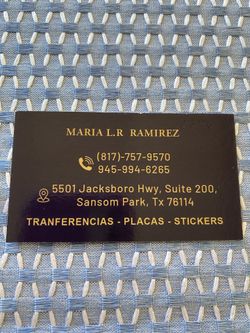 MARIA L.R RAMIREZ
(817)-757-9570
945-994-6265
5501 Jacksboro Hwy, Suite 200,
Sansom Park, Tx 76114
TRANFERENCIAS - PLACAS - STICKERS